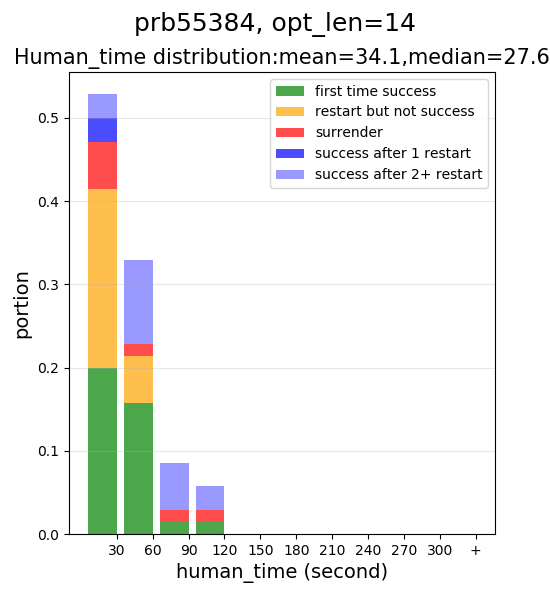 prb55384, opt_len=14
Human_time distribution:mean=34.1,median=27.6
first time success
restart but not success
surrender
success after 1 restart
success after 2+ restart
portion
0.5
0.4
0.3
0.2
0.1
0.0
30 60 90 120 150 180 210 240 270 300 +
human_time (second)